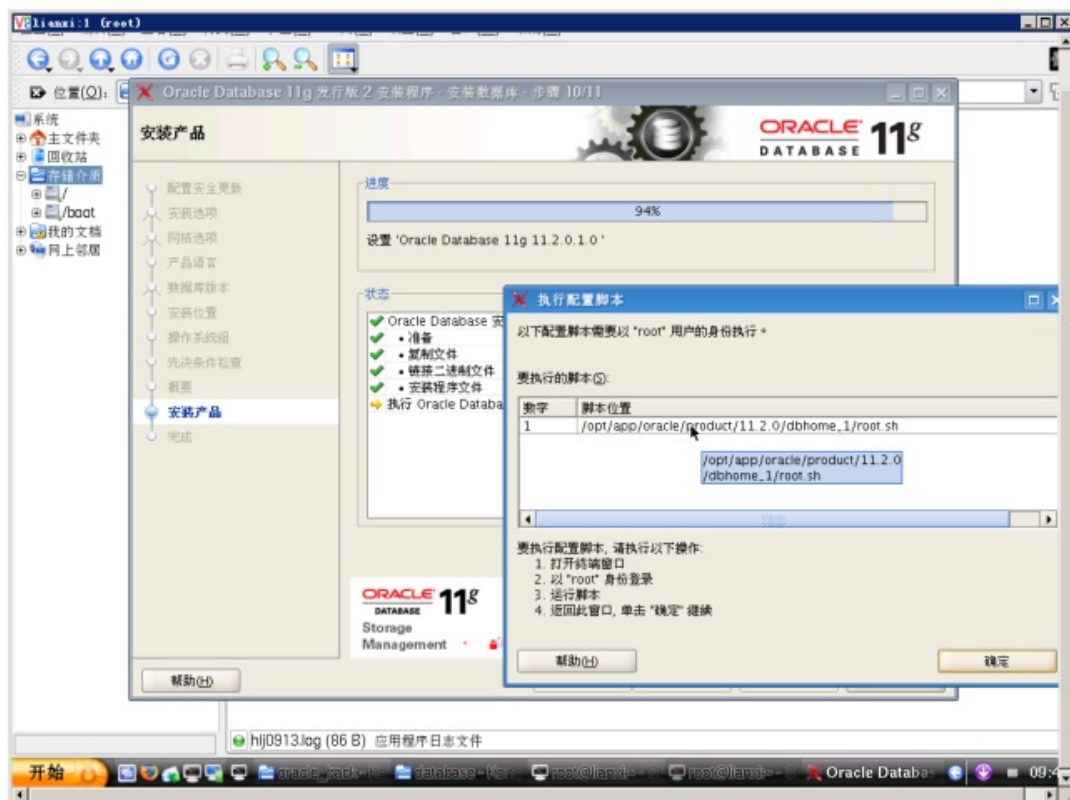 lianxi:1 (root)
位置(O):
系统
主文件夹
回收站
存储介质
/
/boot
我的文档
网上邻居
Oracle Database 11g 发行版 2 安装程序 - 安装数据库 - 步骤 10/11
安装产品
ORACLE 11g
DATABASE
配置安全更新
安装选项
网格选项
产品语言
数据库版本
安装位置
操作系统组
先决条件检查
概要
安装产品
完成
进度
94%
设置 'Oracle Database 11g 11.2.0.1.0 '
状态
Oracle Database 安
• 准备
• 复制文件
• 链接二进制文件
• 安装程序文件
执行 Oracle Databa
ORACLE 11g
DATABASE
Storage
Management
帮助(H)
执行配置脚本
以下配置脚本需要以 "root" 用户的身份执行。
要执行的脚本(S):
数字 脚本位置
1 /opt/app/oracle/product/11.2.0/dbhome_1/root.sh
/opt/app/oracle/product/11.2.0
/dbhome_1/root.sh
要执行配置脚本, 请执行以下操作:
1. 打开终端窗口
2. 以 "root" 身份登录
3. 运行脚本
4. 返回此窗口, 单击 "确定" 继续
帮助(H) 确定
hlj0913.log (86 B) 应用程序日志文件
开始 oracle_pack database - Kon root@lianxi:~ root@lianxi:~ Oracle Databas 09:4